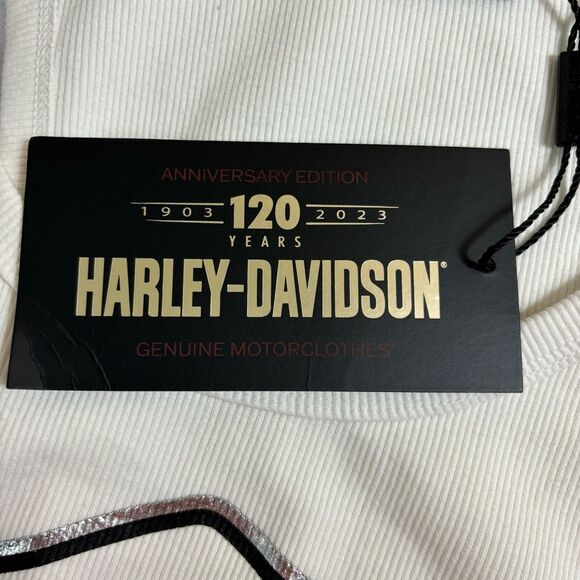 ANNIVERSARY EDITION
1903 120 2023
YEARS
HARLEY-DAVIDSON®
GENUINE MOTORCLOTHES®